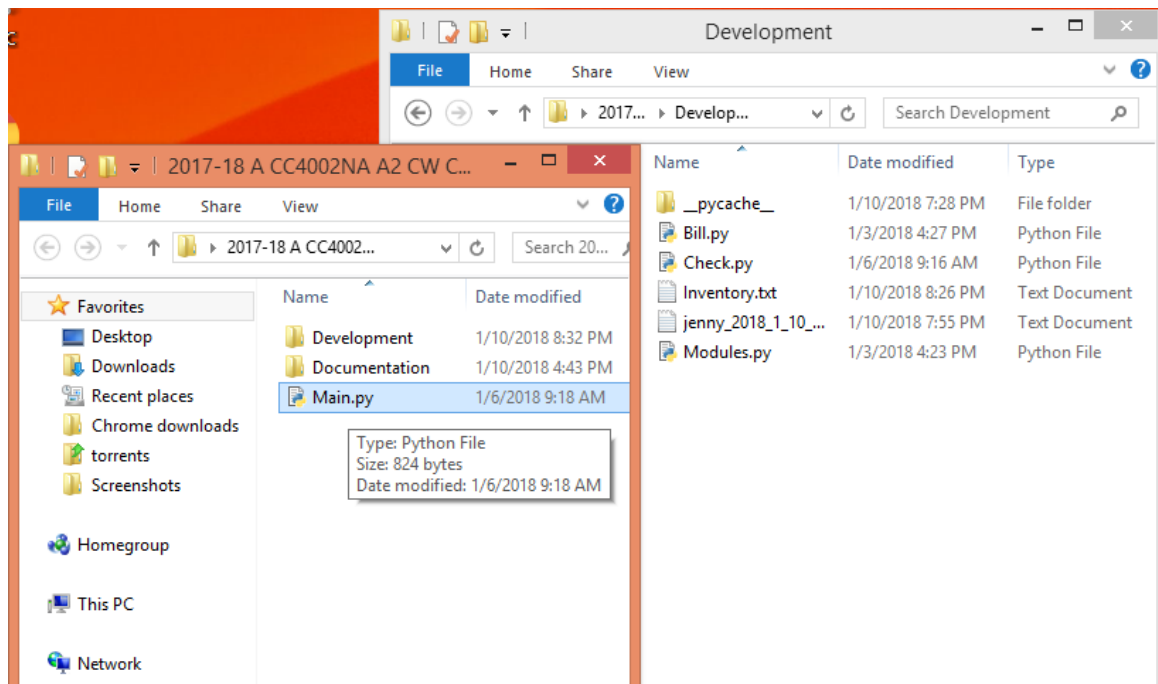 Development
File Home Share View
2017... Develop... Search Development
Name Date modified Type
__pycache__ 1/10/2018 7:28 PM File folder
Bill.py 1/3/2018 4:27 PM Python File
Check.py 1/6/2018 9:16 AM Python File
Inventory.txt 1/10/2018 8:26 PM Text Document
jenny_2018_1_10_... 1/10/2018 7:55 PM Text Document
Modules.py 1/3/2018 4:23 PM Python File
2017-18 A CC4002NA A2 CW C...
File Home Share View
2017-18 A CC4002... Search 20...
Favorites
Desktop
Downloads
Recent places
Chrome downloads
torrents
Screenshots
Homegroup
This PC
Network
Name Date modified
Development 1/10/2018 8:32 PM
Documentation 1/10/2018 4:43 PM
Main.py 1/6/2018 9:18 AM
Type: Python File
Size: 824 bytes
Date modified: 1/6/2018 9:18 AM